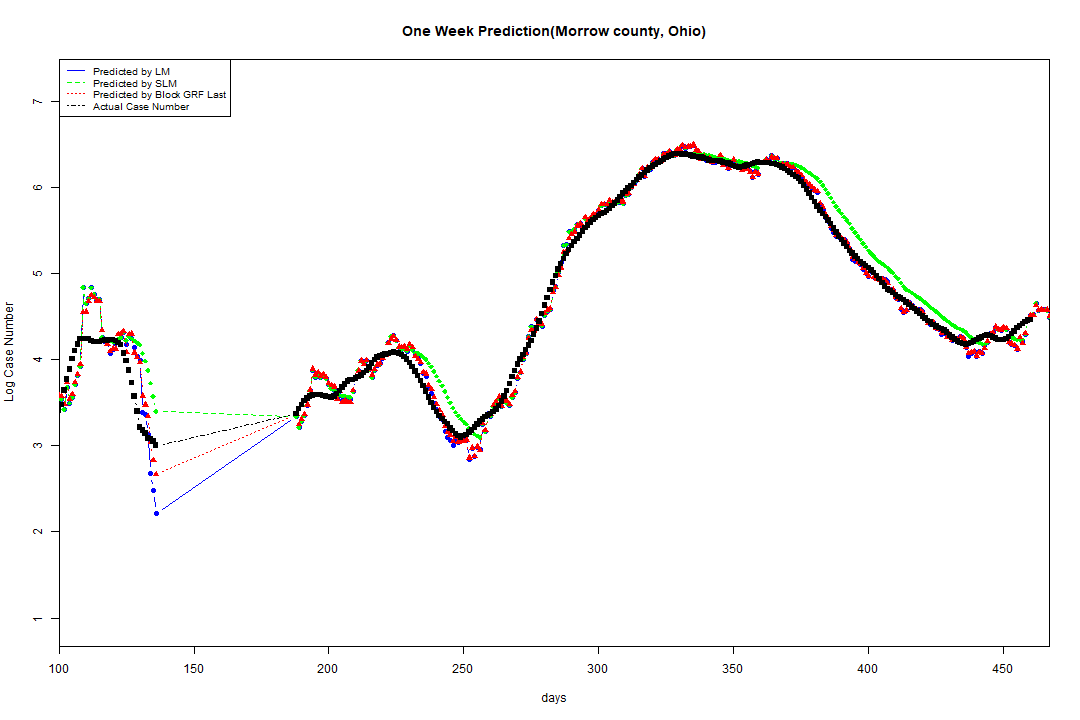 One Week Prediction(Morrow county, Ohio)
Predicted by LM
Predicted by SLM
Predicted by Block GRF Last
Actual Case Number
7
6
5
4
3
2
1
Log Case Number
100 150 200 250 300 350 400 450
days